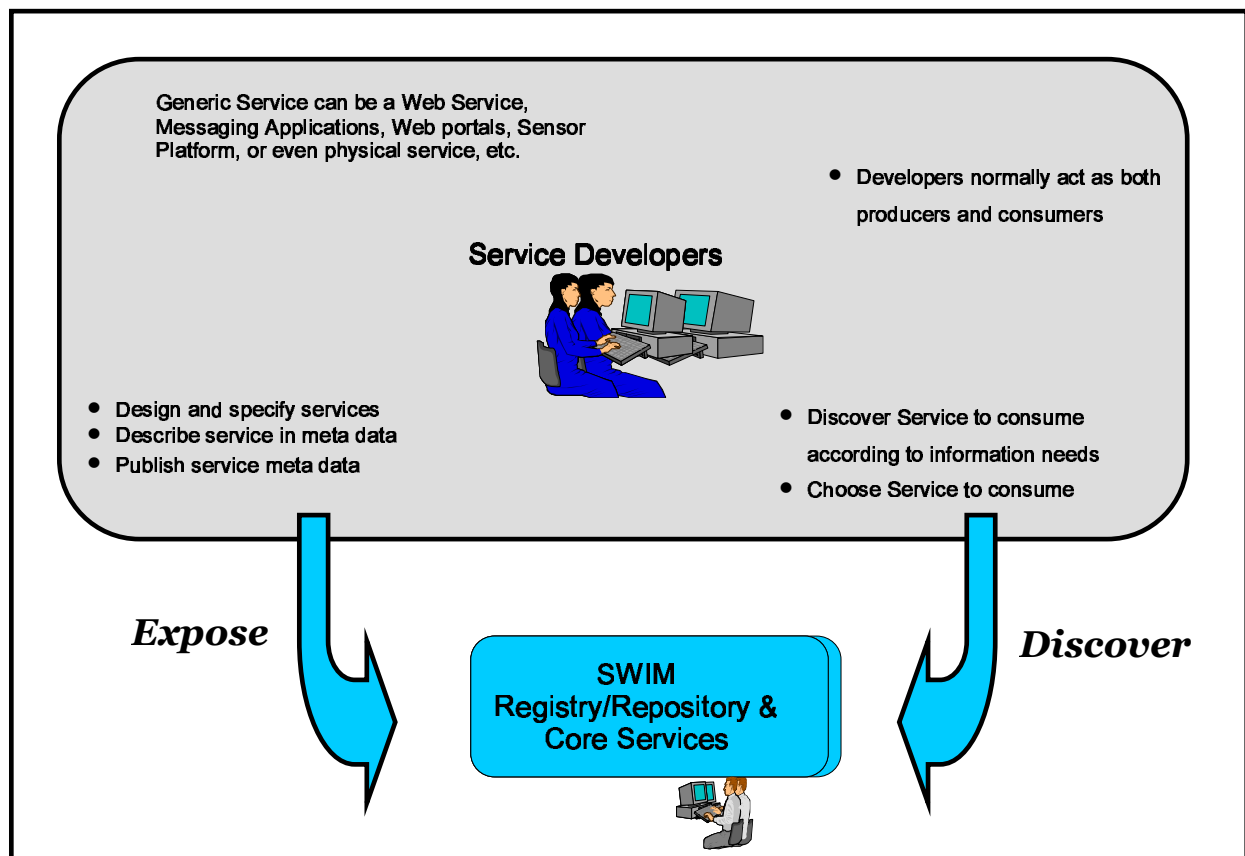 Generic Service can be a Web Service,
Messaging Applications, Web portals, Sensor
Platform, or even physical service, etc.
• Developers normally act as both
producers and consumers
Service Developers
• Design and specify services
• Describe service in meta data
• Publish service meta data
• Discover Service to consume
according to information needs
• Choose Service to consume
Expose
Discover
SWIM
Registry/Repository &
Core Services